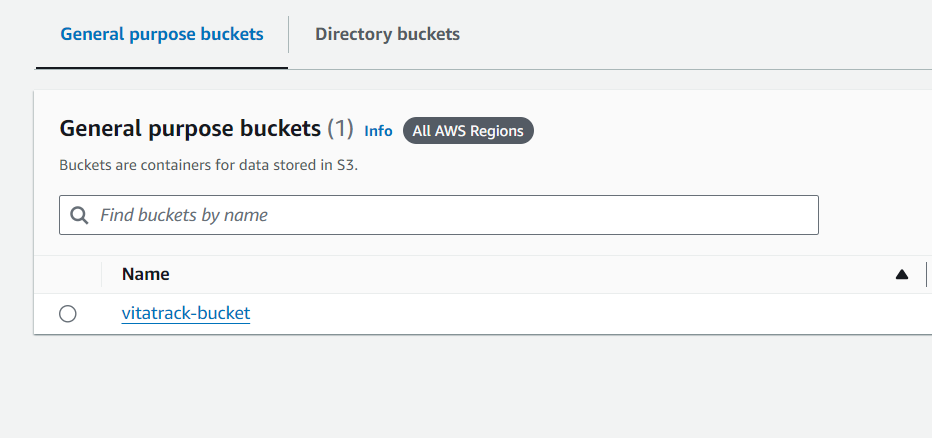 General purpose buckets
Directory buckets
General purpose buckets (1) Info All AWS Regions
Buckets are containers for data stored in S3.
Find buckets by name
Name
vitatrack-bucket